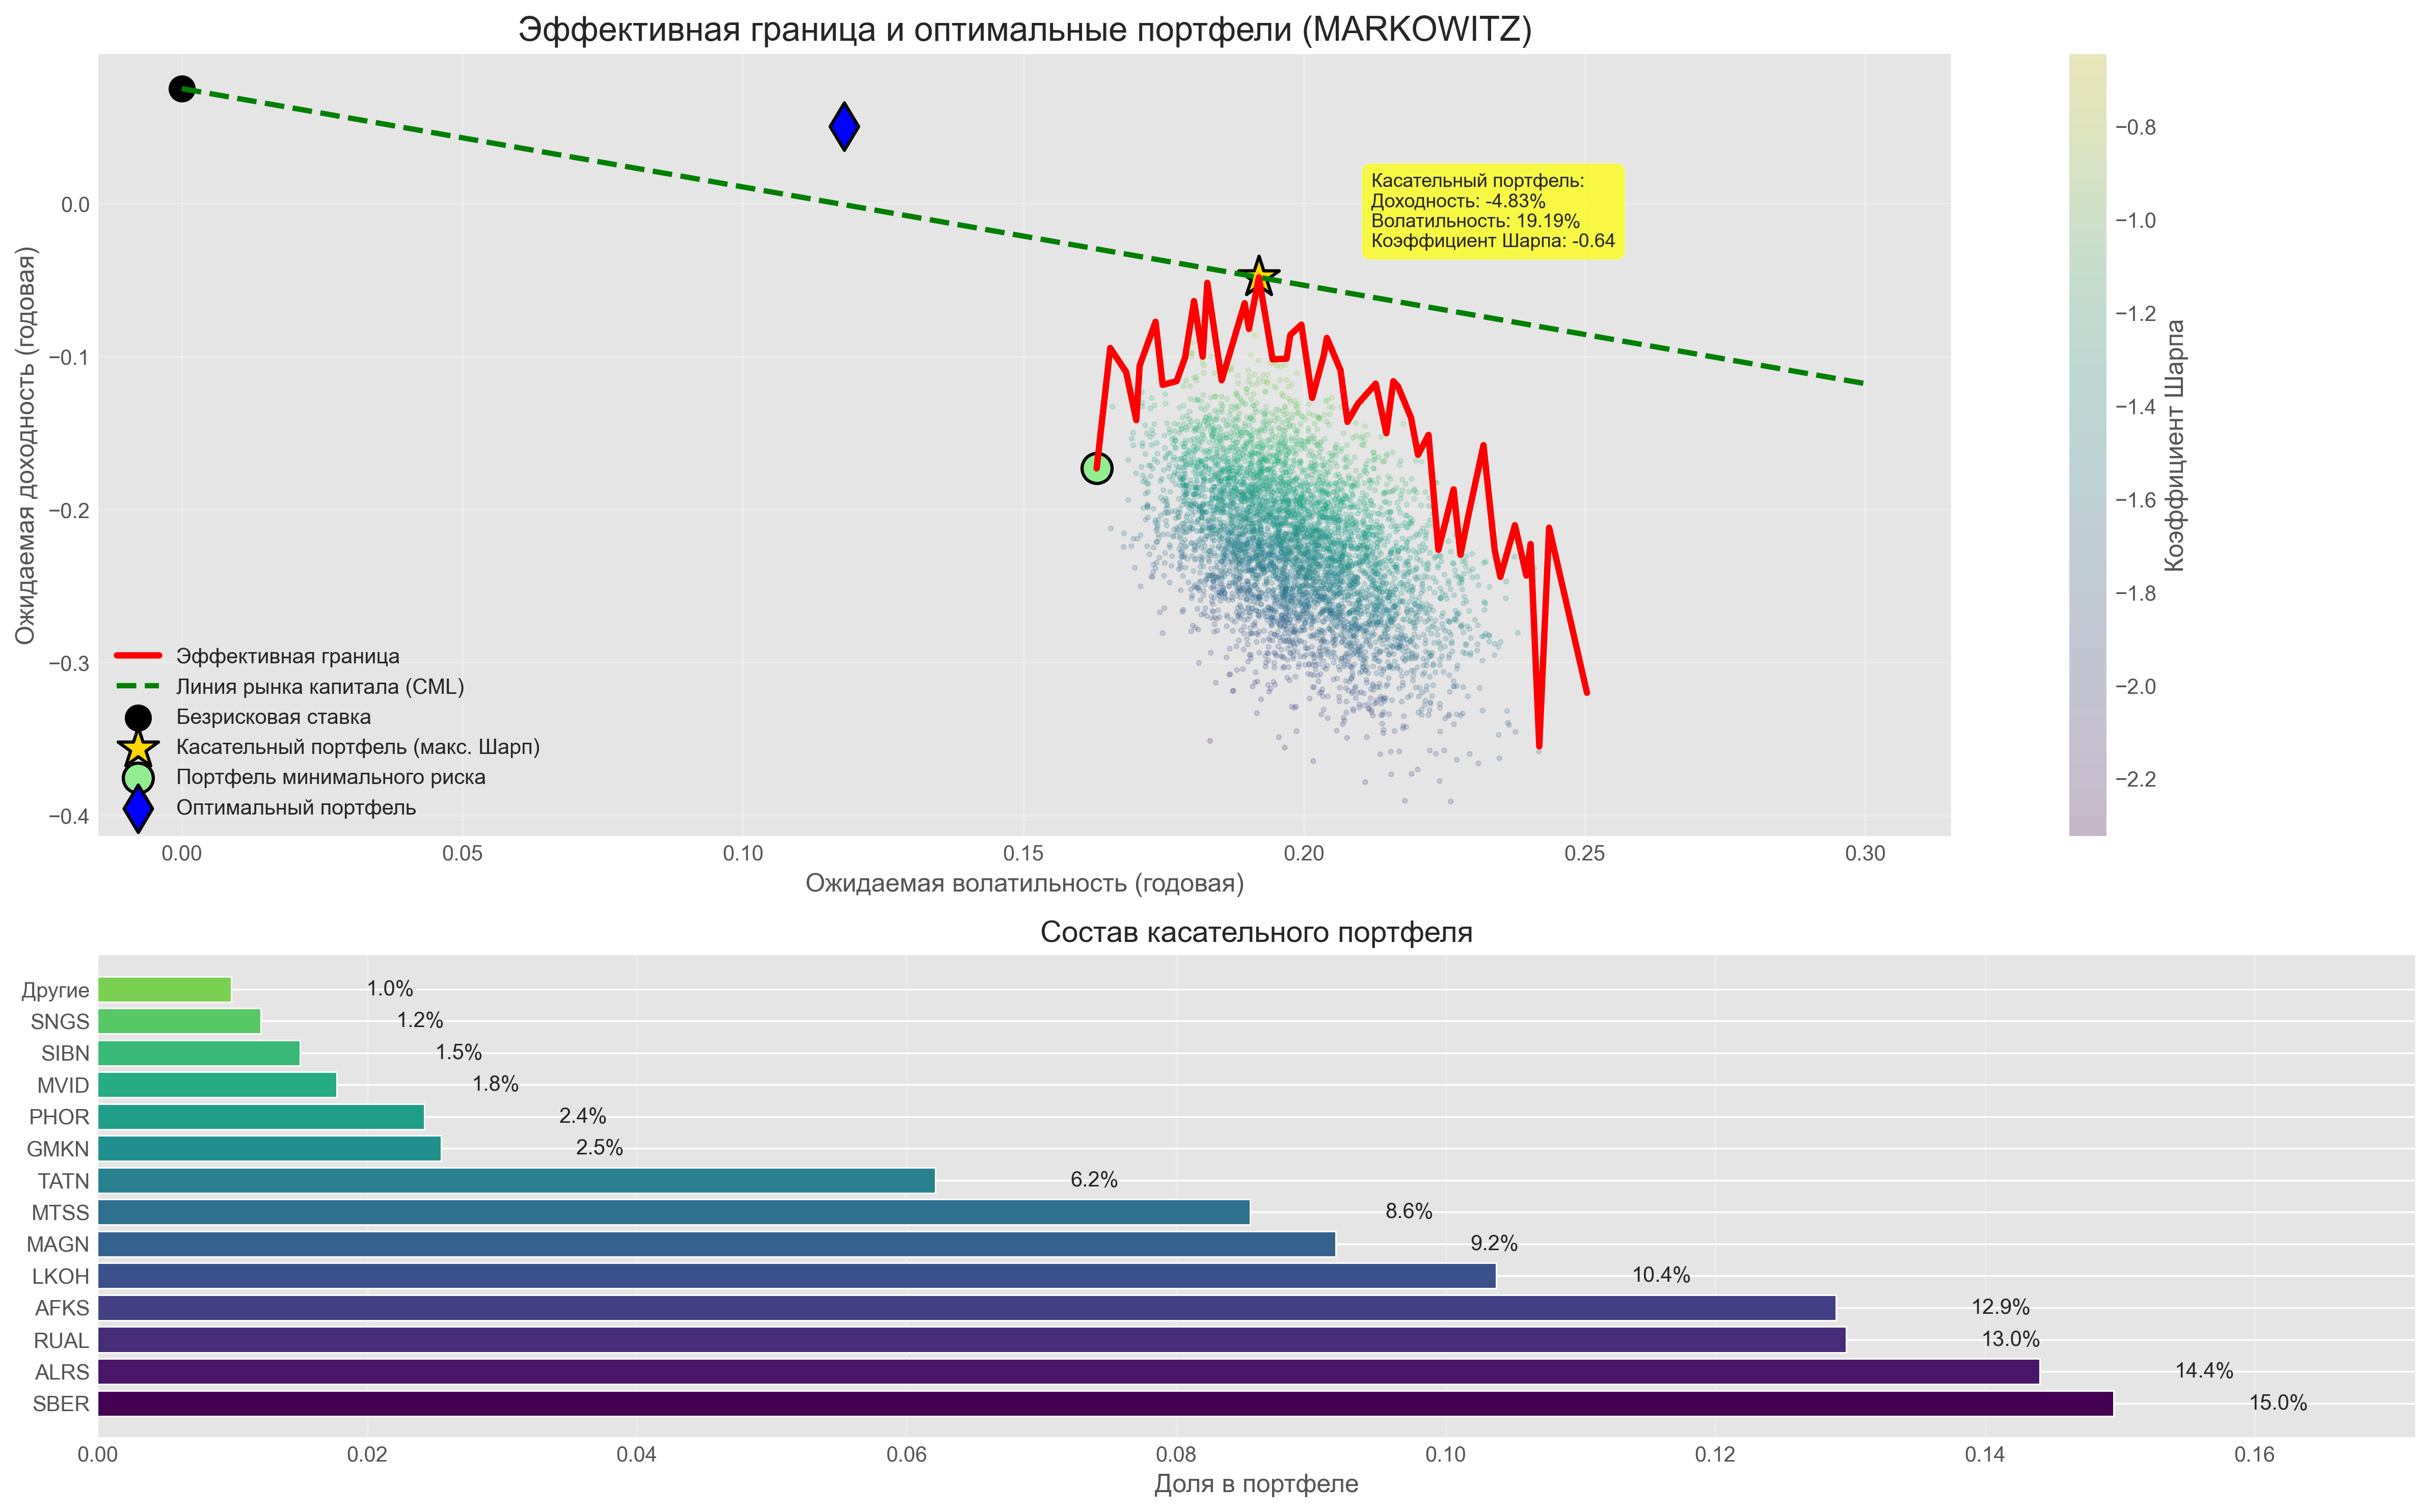 Эффективная граница и оптимальные портфели (MARKOWITZ)
Ожидаемая доходность (годовая)
0.0
−0.1
−0.2
−0.3
−0.4
Касательный портфель:
Доходность: -4.83%
Волатильность: 19.19%
Коэффициент Шарпа: -0.64
Эффективная граница
Линия рынка капитала (CML)
Безрисковая ставка
Касательный портфель (макс. Шарп)
Портфель минимального риска
Оптимальный портфель
0.00
0.05
0.10
0.15
0.20
0.25
0.30
Ожидаемая волатильность (годовая)
−0.8
−1.0
−1.2
−1.4
−1.6
−1.8
−2.0
−2.2
Коэффициент Шарпа
Состав касательного портфеля
Другие 1.0%
SNGS 1.2%
SIBN 1.5%
MVID 1.8%
PHOR 2.4%
GMKN 2.5%
TATN 6.2%
MTSS 8.6%
MAGN 9.2%
LKOH 10.4%
AFKS 12.9%
RUAL 13.0%
ALRS 14.4%
SBER 15.0%
0.00
0.02
0.04
0.06
0.08
0.10
0.12
0.14
0.16
Доля в портфеле